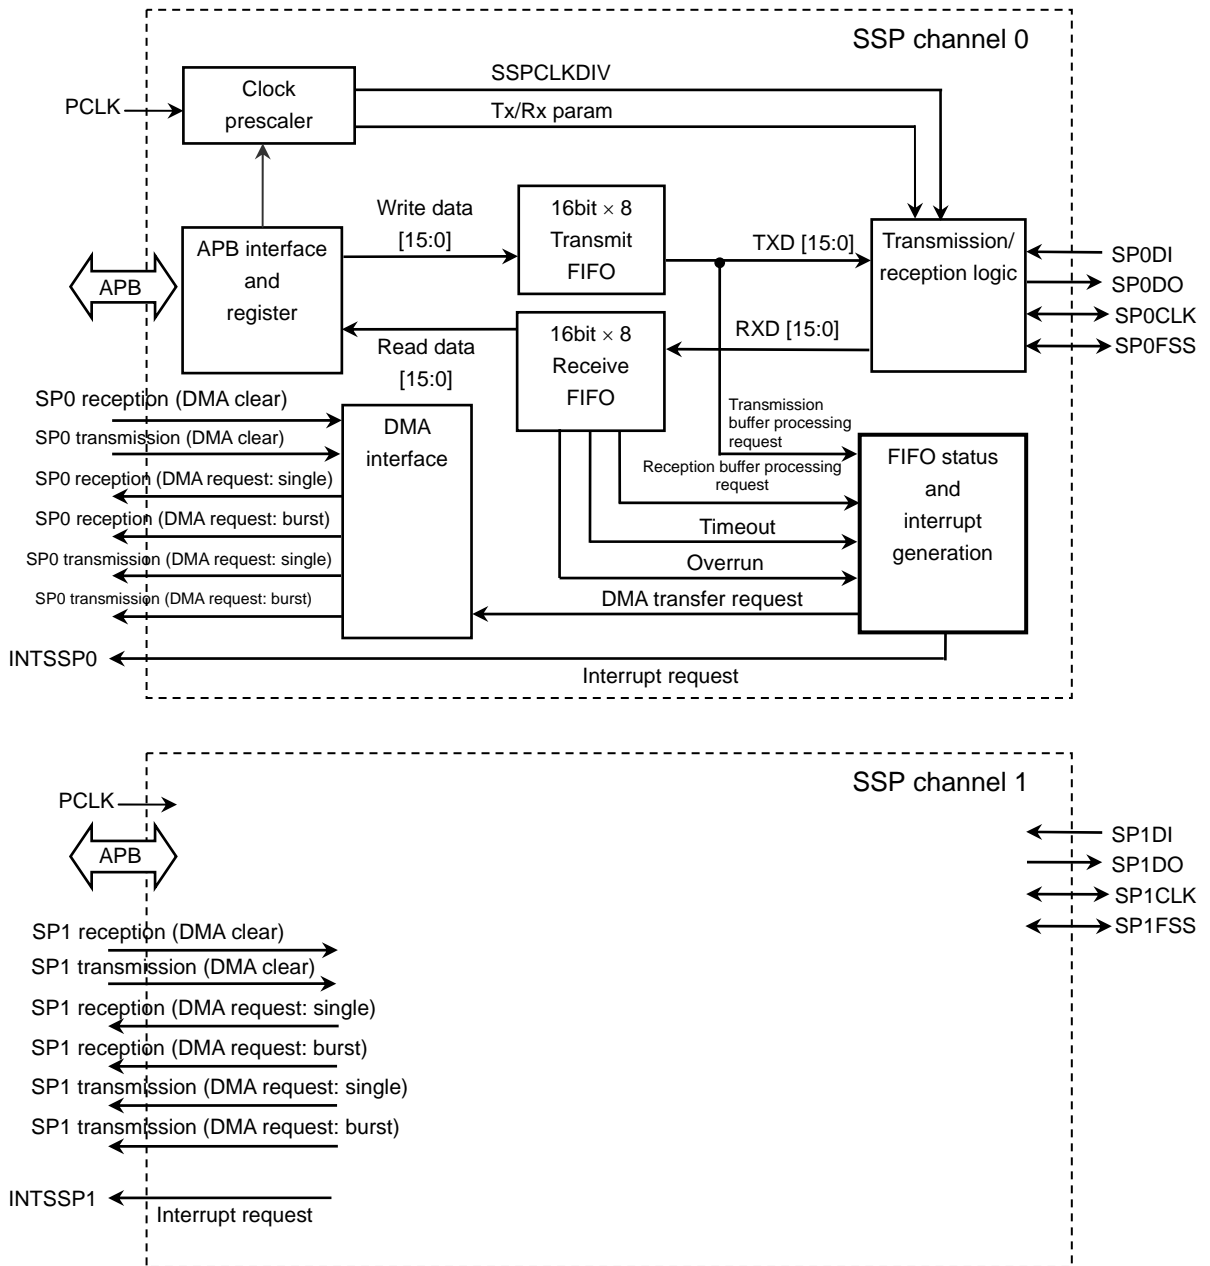 SSP channel 0
SSPCLKDIV
Clock
prescaler
PCLK
Tx/Rx param
Write data
[15:0]
16bit × 8
Transmit
FIFO
TXD [15:0]
Transmission/
reception logic
APB interface
and
register
APB
SP0DI
SP0DO
SP0CLK
SP0FSS
Read data
[15:0]
16bit × 8
Receive
FIFO
RXD [15:0]
SP0 reception (DMA clear)
SP0 transmission (DMA clear)
SP0 reception (DMA request: single)
SP0 reception (DMA request: burst)
SP0 transmission (DMA request: single)
SP0 transmission (DMA request: burst)
DMA
interface
Transmission
buffer processing
request
Reception buffer processing
request
Timeout
Overrun
DMA transfer request
FIFO status
and
interrupt
generation
INTSSP0
Interrupt request
SSP channel 1
PCLK
APB
SP1DI
SP1DO
SP1CLK
SP1FSS
SP1 reception (DMA clear)
SP1 transmission (DMA clear)
SP1 reception (DMA request: single)
SP1 reception (DMA request: burst)
SP1 transmission (DMA request: single)
SP1 transmission (DMA request: burst)
INTSSP1
Interrupt request